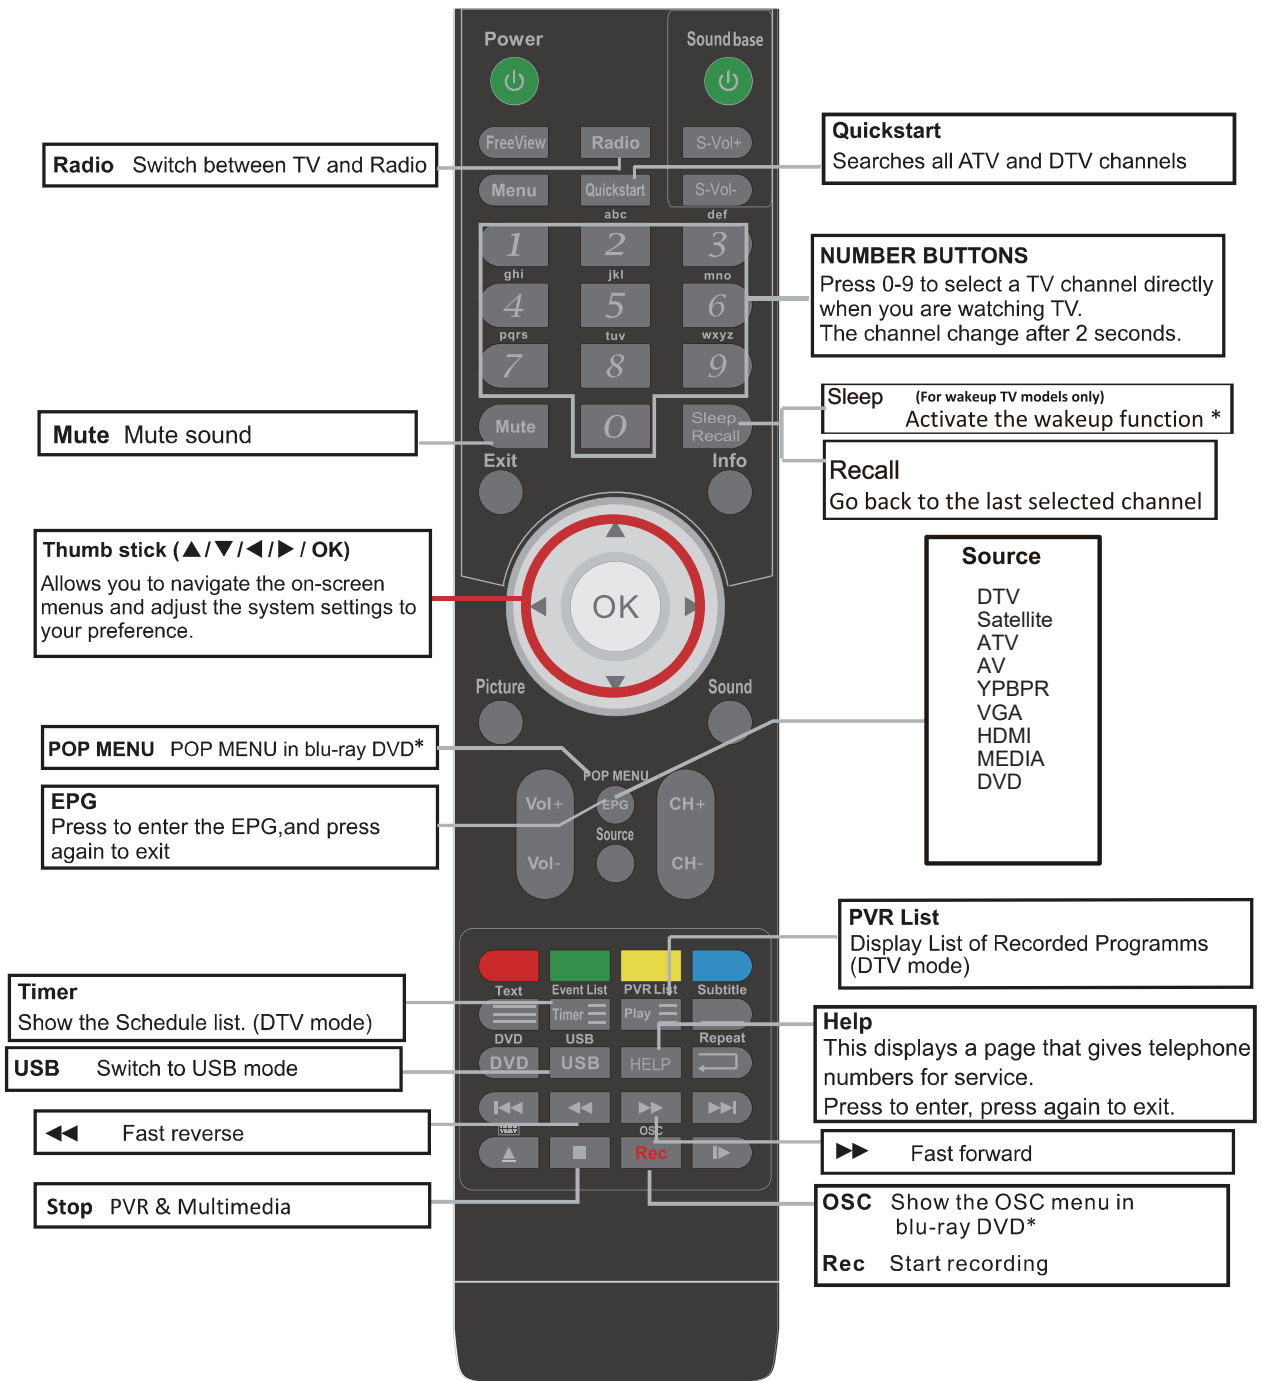 Power
Sound base
FreeView
Radio
S-Vol+
Menu
Quickstart
S-Vol-
abc
def
1
2
3
ghi
jkl
mno
4
5
6
pqrs
tuv
wxyz
7
8
9
Mute
0
Sleep
Recall
Exit
Info
OK
Picture
Sound
POP MENU
Vol+
EPG
CH+
Source
Vol-
CH-
Text
Event List
PVR List
Subtitle
Timer
Play
DVD
USB
Repeat
DVD
USB
HELP
OSC
Rec
Radio Switch between TV and Radio
Mute Mute sound
Thumb stick (▲/▼/◀/▶ / OK)
Allows you to navigate the on-screen
menus and adjust the system settings to
your preference.
POP MENU POP MENU in blu-ray DVD*
EPG
Press to enter the EPG,and press
again to exit
Timer
Show the Schedule list. (DTV mode)
USB Switch to USB mode
◀◀ Fast reverse
Stop PVR & Multimedia
Quickstart
Searches all ATV and DTV channels
NUMBER BUTTONS
Press 0-9 to select a TV channel directly
when you are watching TV.
The channel change after 2 seconds.
Sleep (For wakeup TV models only)
Activate the wakeup function *
Recall
Go back to the last selected channel
Source
DTV
Satellite
ATV
AV
YPBPR
VGA
HDMI
MEDIA
DVD
PVR List
Display List of Recorded Programms
(DTV mode)
Help
This displays a page that gives telephone
numbers for service.
Press to enter, press again to exit.
▶▶ Fast forward
OSC Show the OSC menu in
blu-ray DVD*
Rec Start recording